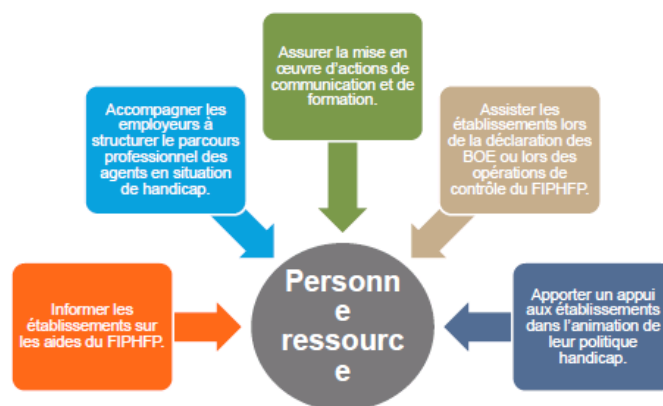 Assurer la mise en
œuvre d'actions de
communication et de
formation.
Accompagner les
employeurs à
structurer le parcours
professionnel des
agents en situation
de handicap.
Assister les
établissements lors
de la déclaration des
BOE ou lors des
opérations de
contrôle du FIPHFP.
Informer les
établissements sur
les aides du FIPHFP.
Personn
e
ressourc
e
Apporter un appui
aux établissements
dans l'animation de
leur politique
handicap.